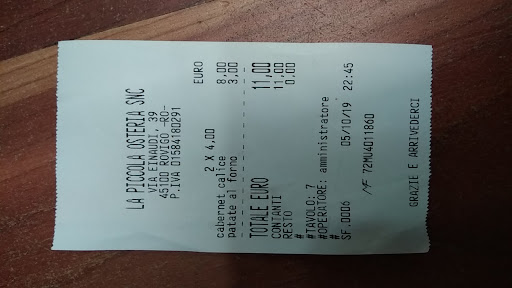 LA PICCOLA OSTERIA SNC
VIA EINAUDI, 39
45100 ROVIGO -RO-
P.IVA 01584180291
EURO
2 X 4,00
cabernet calice 8,00
patate al forno 3,00
TOTALE EURO 11,00
CONTANTI 11,00
RESTO 0,00
#
#TAVOLO: 7
#OPERATORE: amministratore
#
SF.0006 05/10/19 22:45
MF 72MU4011860
GRAZIE E ARRIVEDERCI